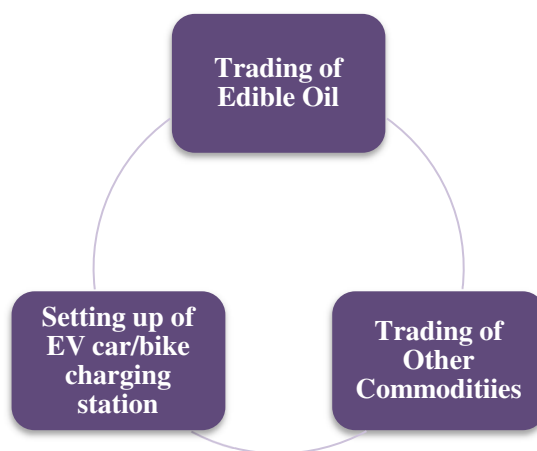 Trading of
Edible Oil
Setting up of
EV car/bike
charging
station
Trading of
Other
Commoditiies